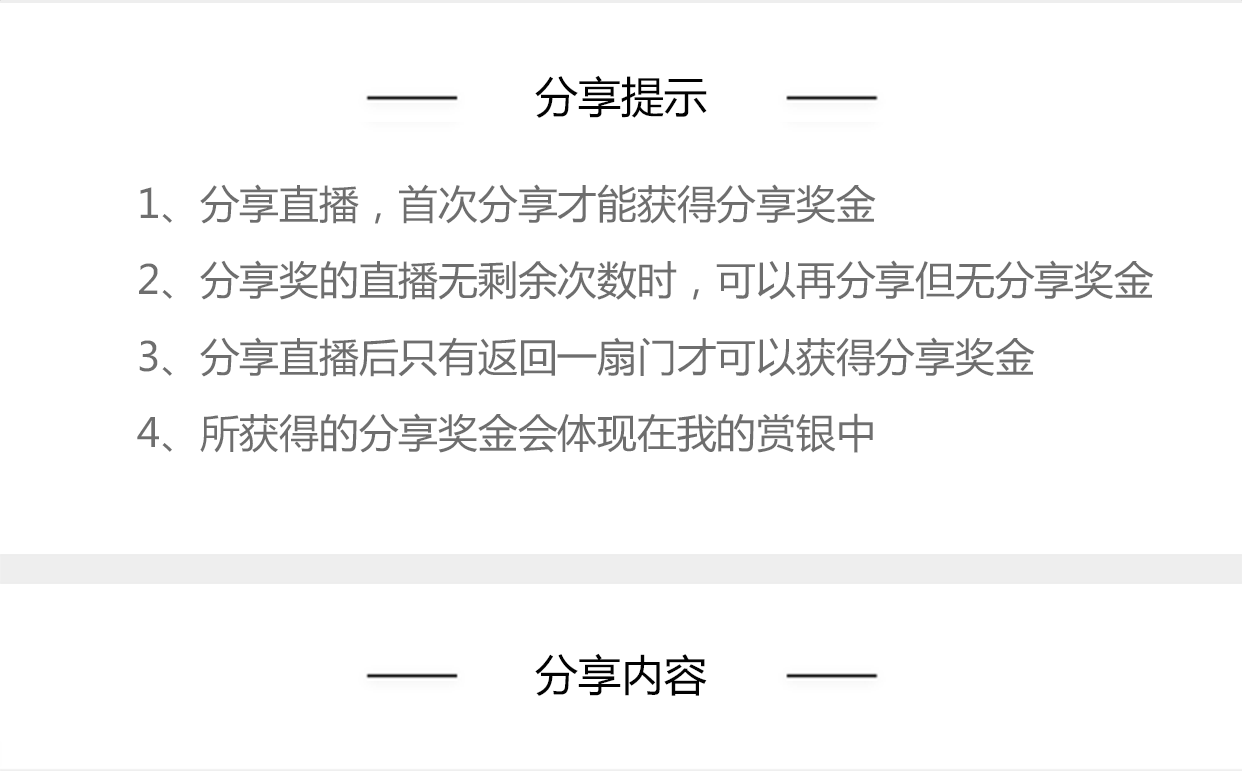 分享提示
1、分享直播，首次分享才能获得分享奖金
2、分享奖的直播无剩余次数时，可以再分享但无分享奖金
3、分享直播后只有返回一扇门才可以获得分享奖金
4、所获得的分享奖金会体现在我的赏银中
分享内容